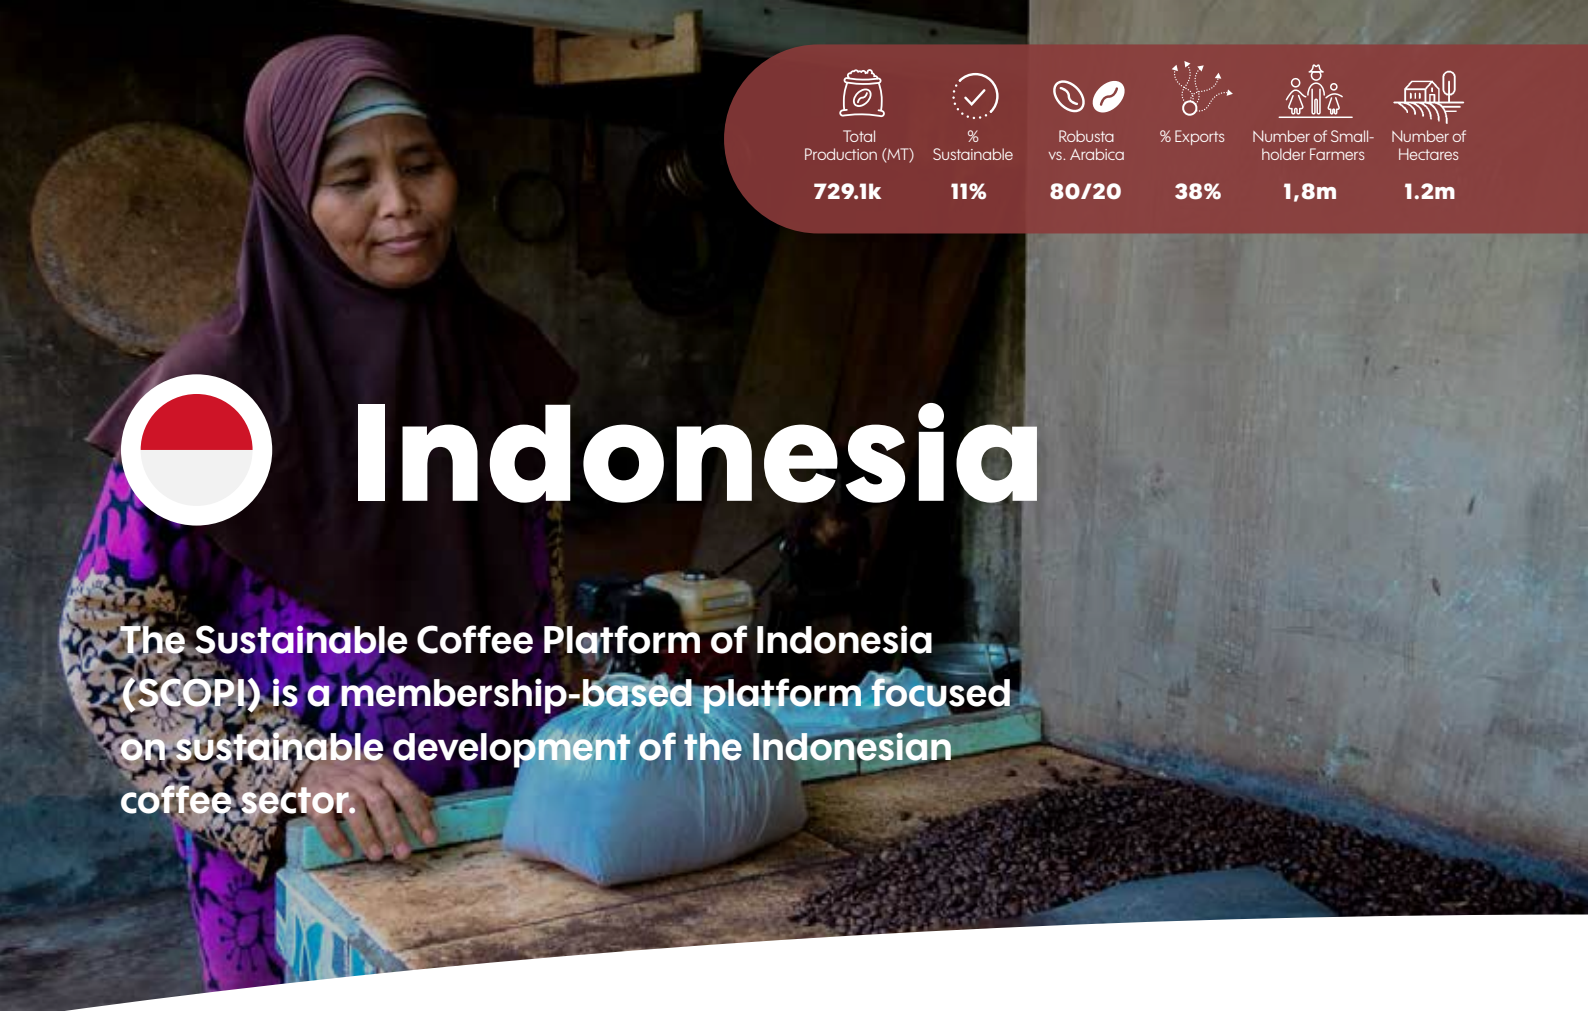 Total
Production (MT)
729.1k
%
Sustainable
11%
Robusta
vs. Arabica
80/20
% Exports
38%
Number of Small-
holder Farmers
1,8m
Number of
Hectares
1.2m
Indonesia
The Sustainable Coffee Platform of Indonesia
(SCOPI) is a membership-based platform focused
on sustainable development of the Indonesian
coffee sector.